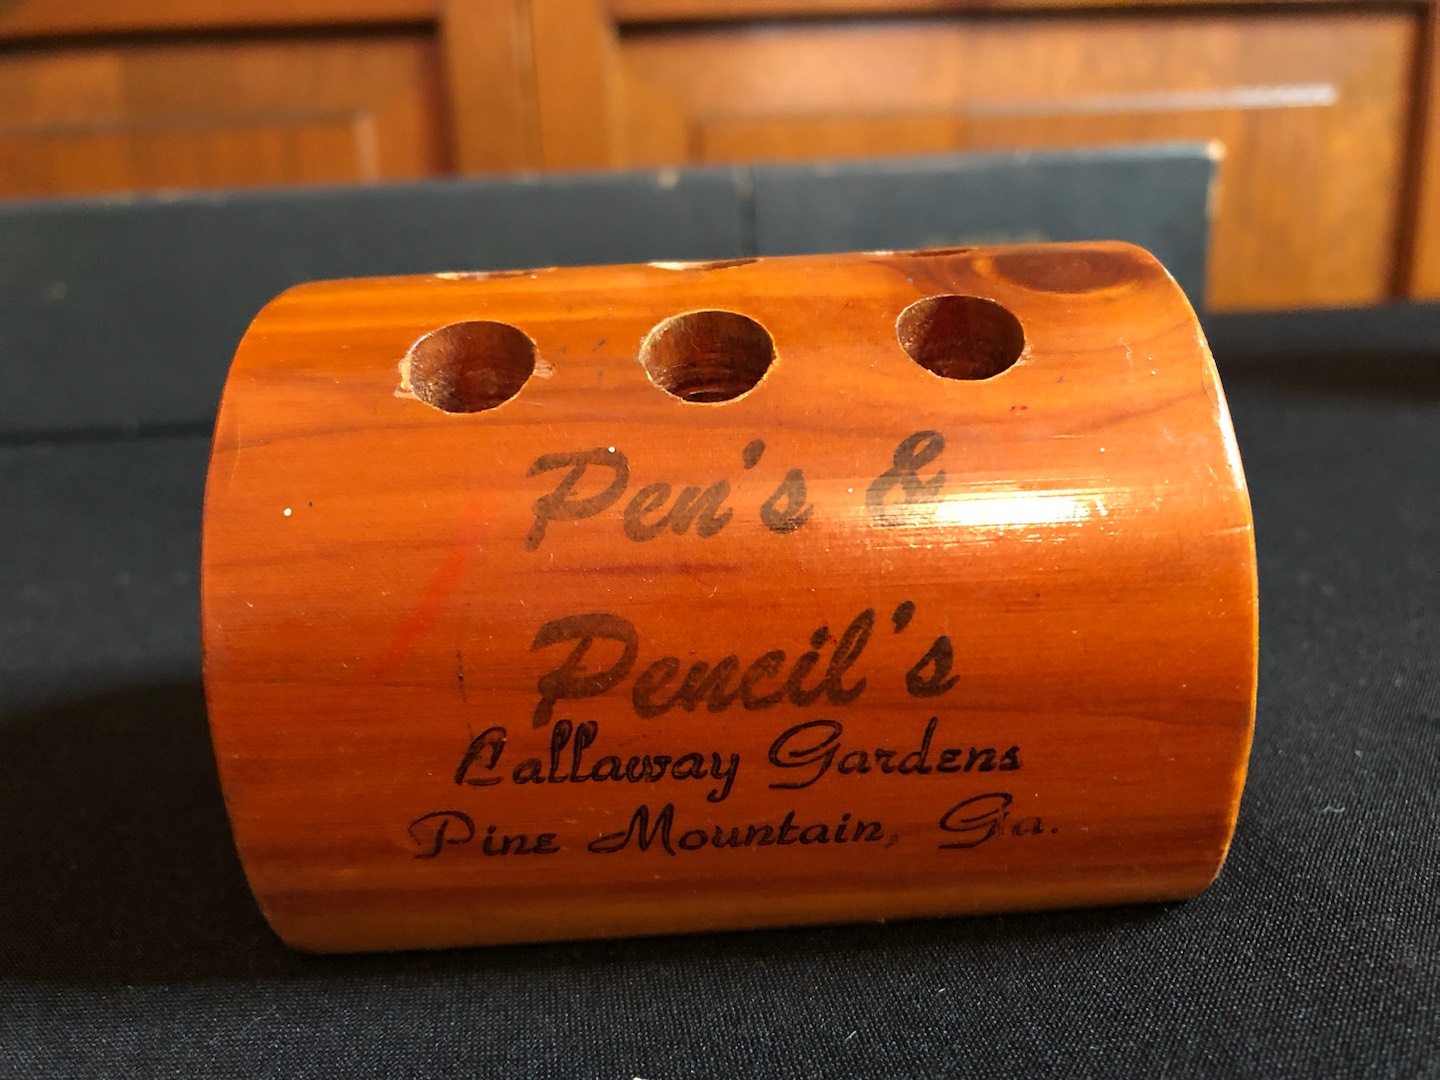 Pen's &
Pencil's
Callaway Gardens
Pine Mountain, Ga.